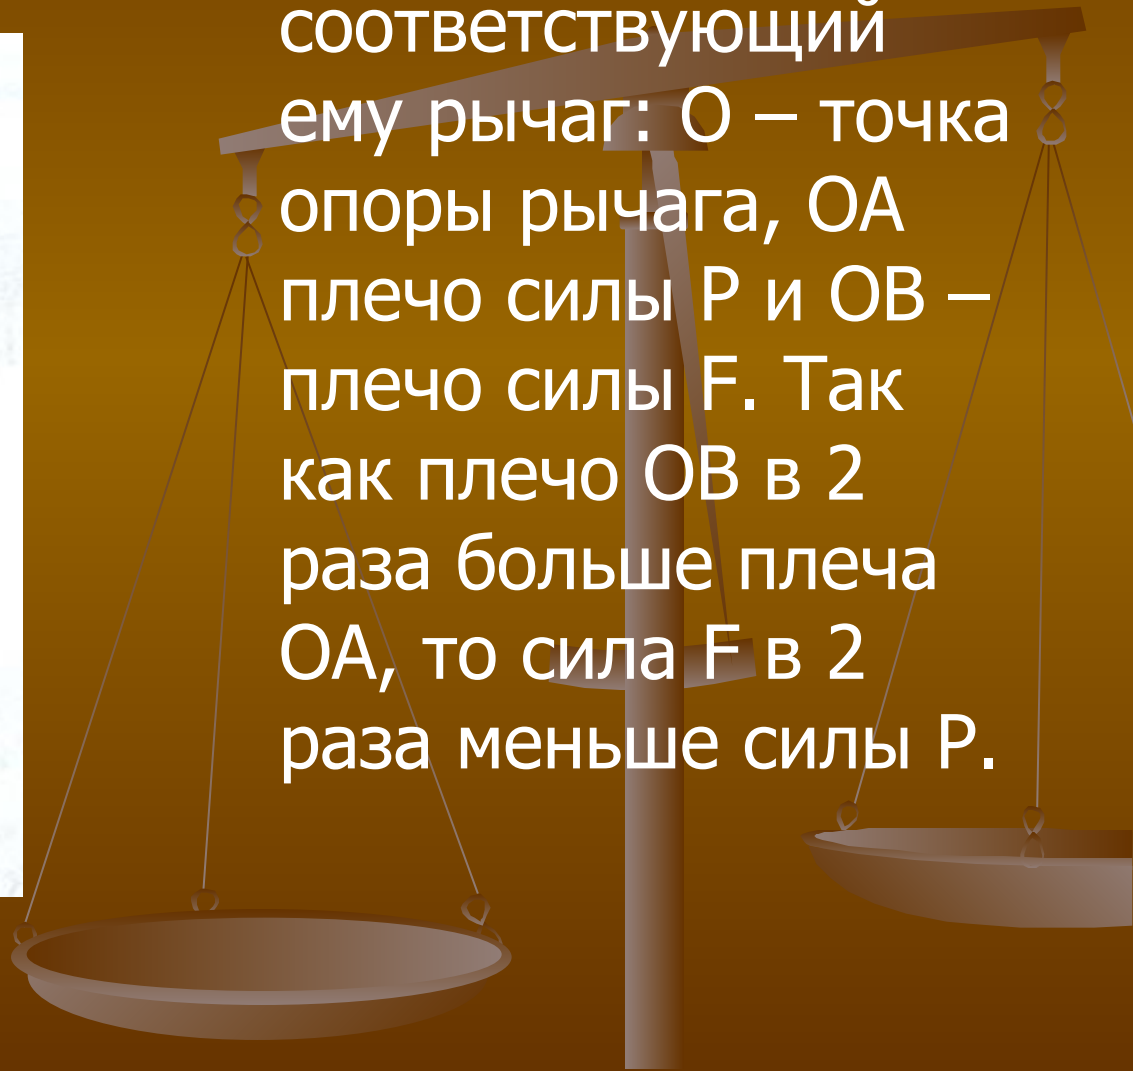 соответствующий
ему рычаг: О – точка
опоры рычага, ОА
плечо силы Р и ОВ –
плечо силы F. Так
как плечо ОВ в 2
раза больше плеча
ОА, то сила F в 2
раза меньше силы Р.